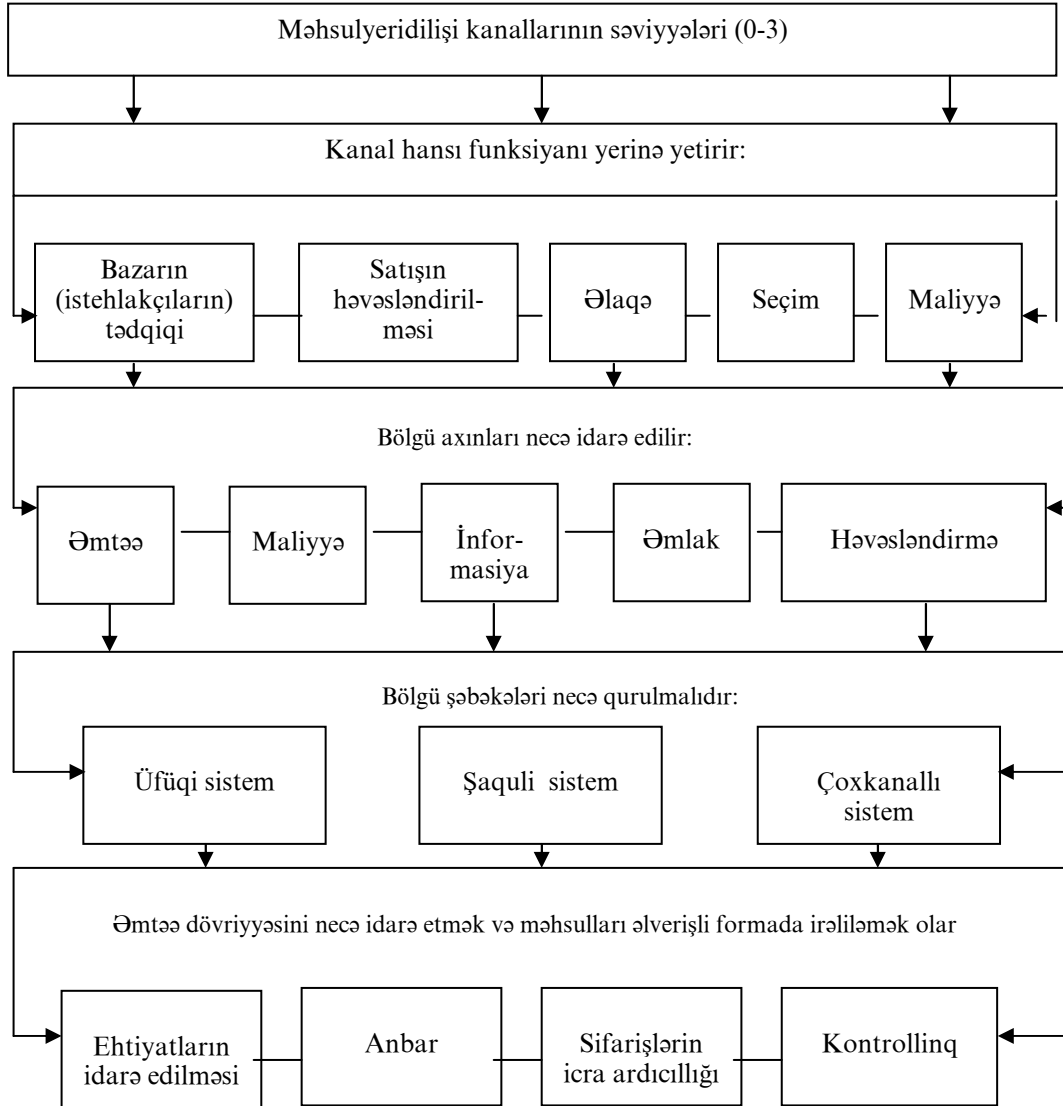 Məhsulyeridilişi kanallarının səviyyələri (0-3)
Kanal hansı funksiyanı yerinə yetirir:
Bazarın
(istehlakçıların)
tədqiqi
Satışın
həvəsləndiril-
məsi
Əlaqə
Seçim
Maliyyə
Bölgü axınları necə idarə edilir:
Əmtəə
Maliyyə
İnfor-
masiya
Əmlak
Həvəsləndirmə
Bölgü şəbəkələri necə qurulmalıdır:
Üfüqi sistem
Şaquli sistem
Çoxkanallı
sistem
Əmtəə dövriyyəsini necə idarə etmək və məhsulları əlverişli formada irəliləmək olar
Ehtiyatların
idarə edilməsi
Anbar
Sifarişlərin
icra ardıcıllığı
Kontrollinq